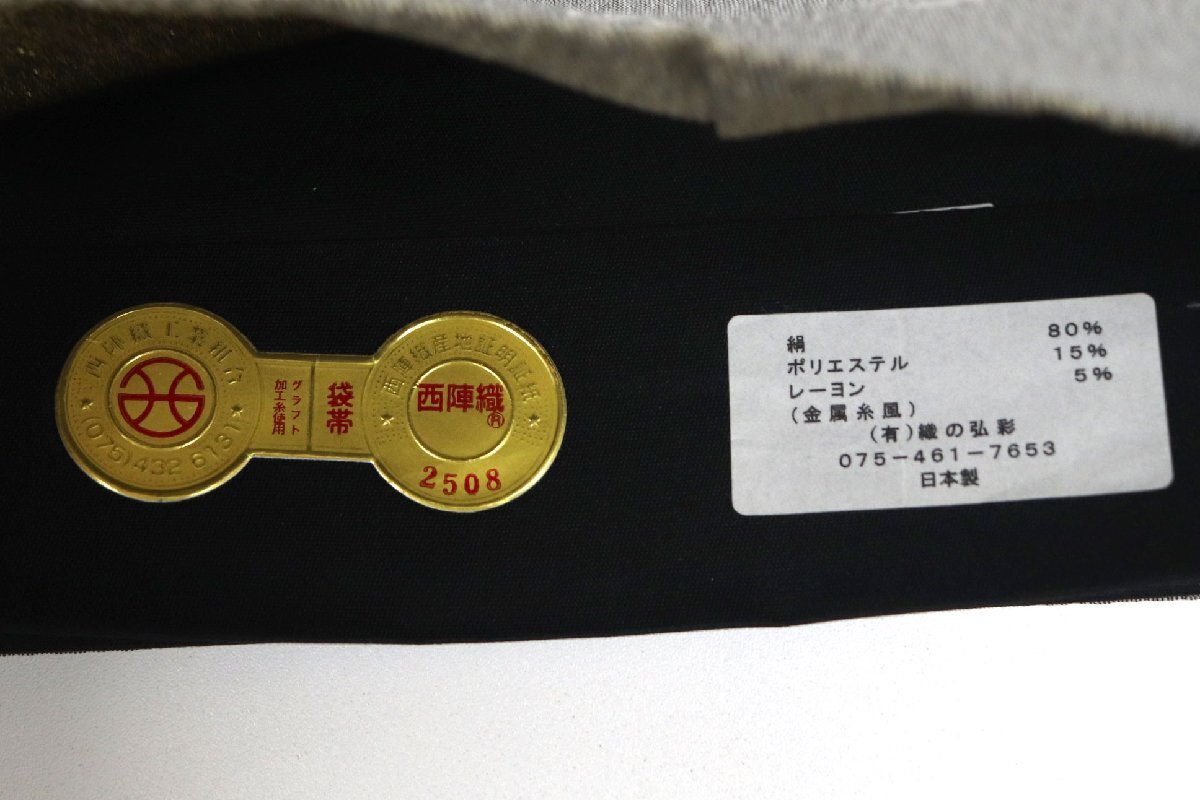 西陣織工業組合
(075)432 6131
グラフト
加工糸使用
袋帯
西陣織産地証明証紙
西陣織®
2508
絹 80%
ポリエステル 15%
レーヨン 5%
(金属糸風)
(有)織の弘彩
075-461-7653
日本製